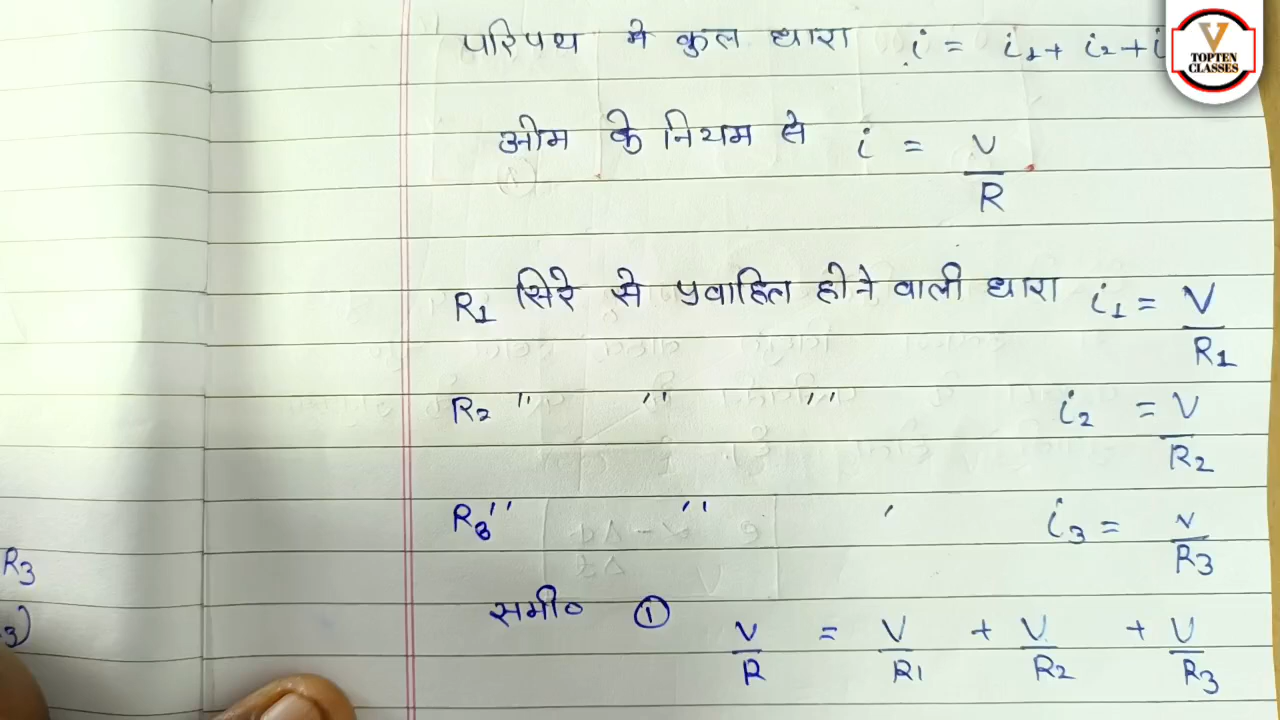 V
TOPTEN
CLASSES
परिपथ मे कुल धारा i = i1 + i2 + i
ओम के नियम से i = V/R
R1 सिरे से प्रवाहित होने वाली धारा i1 = V/R1
R2 " " " i2 = V/R2
R3 " " ' i3 = V/R3
R3
3)
समी० ① V/R = V/R1 + V/R2 + V/R3